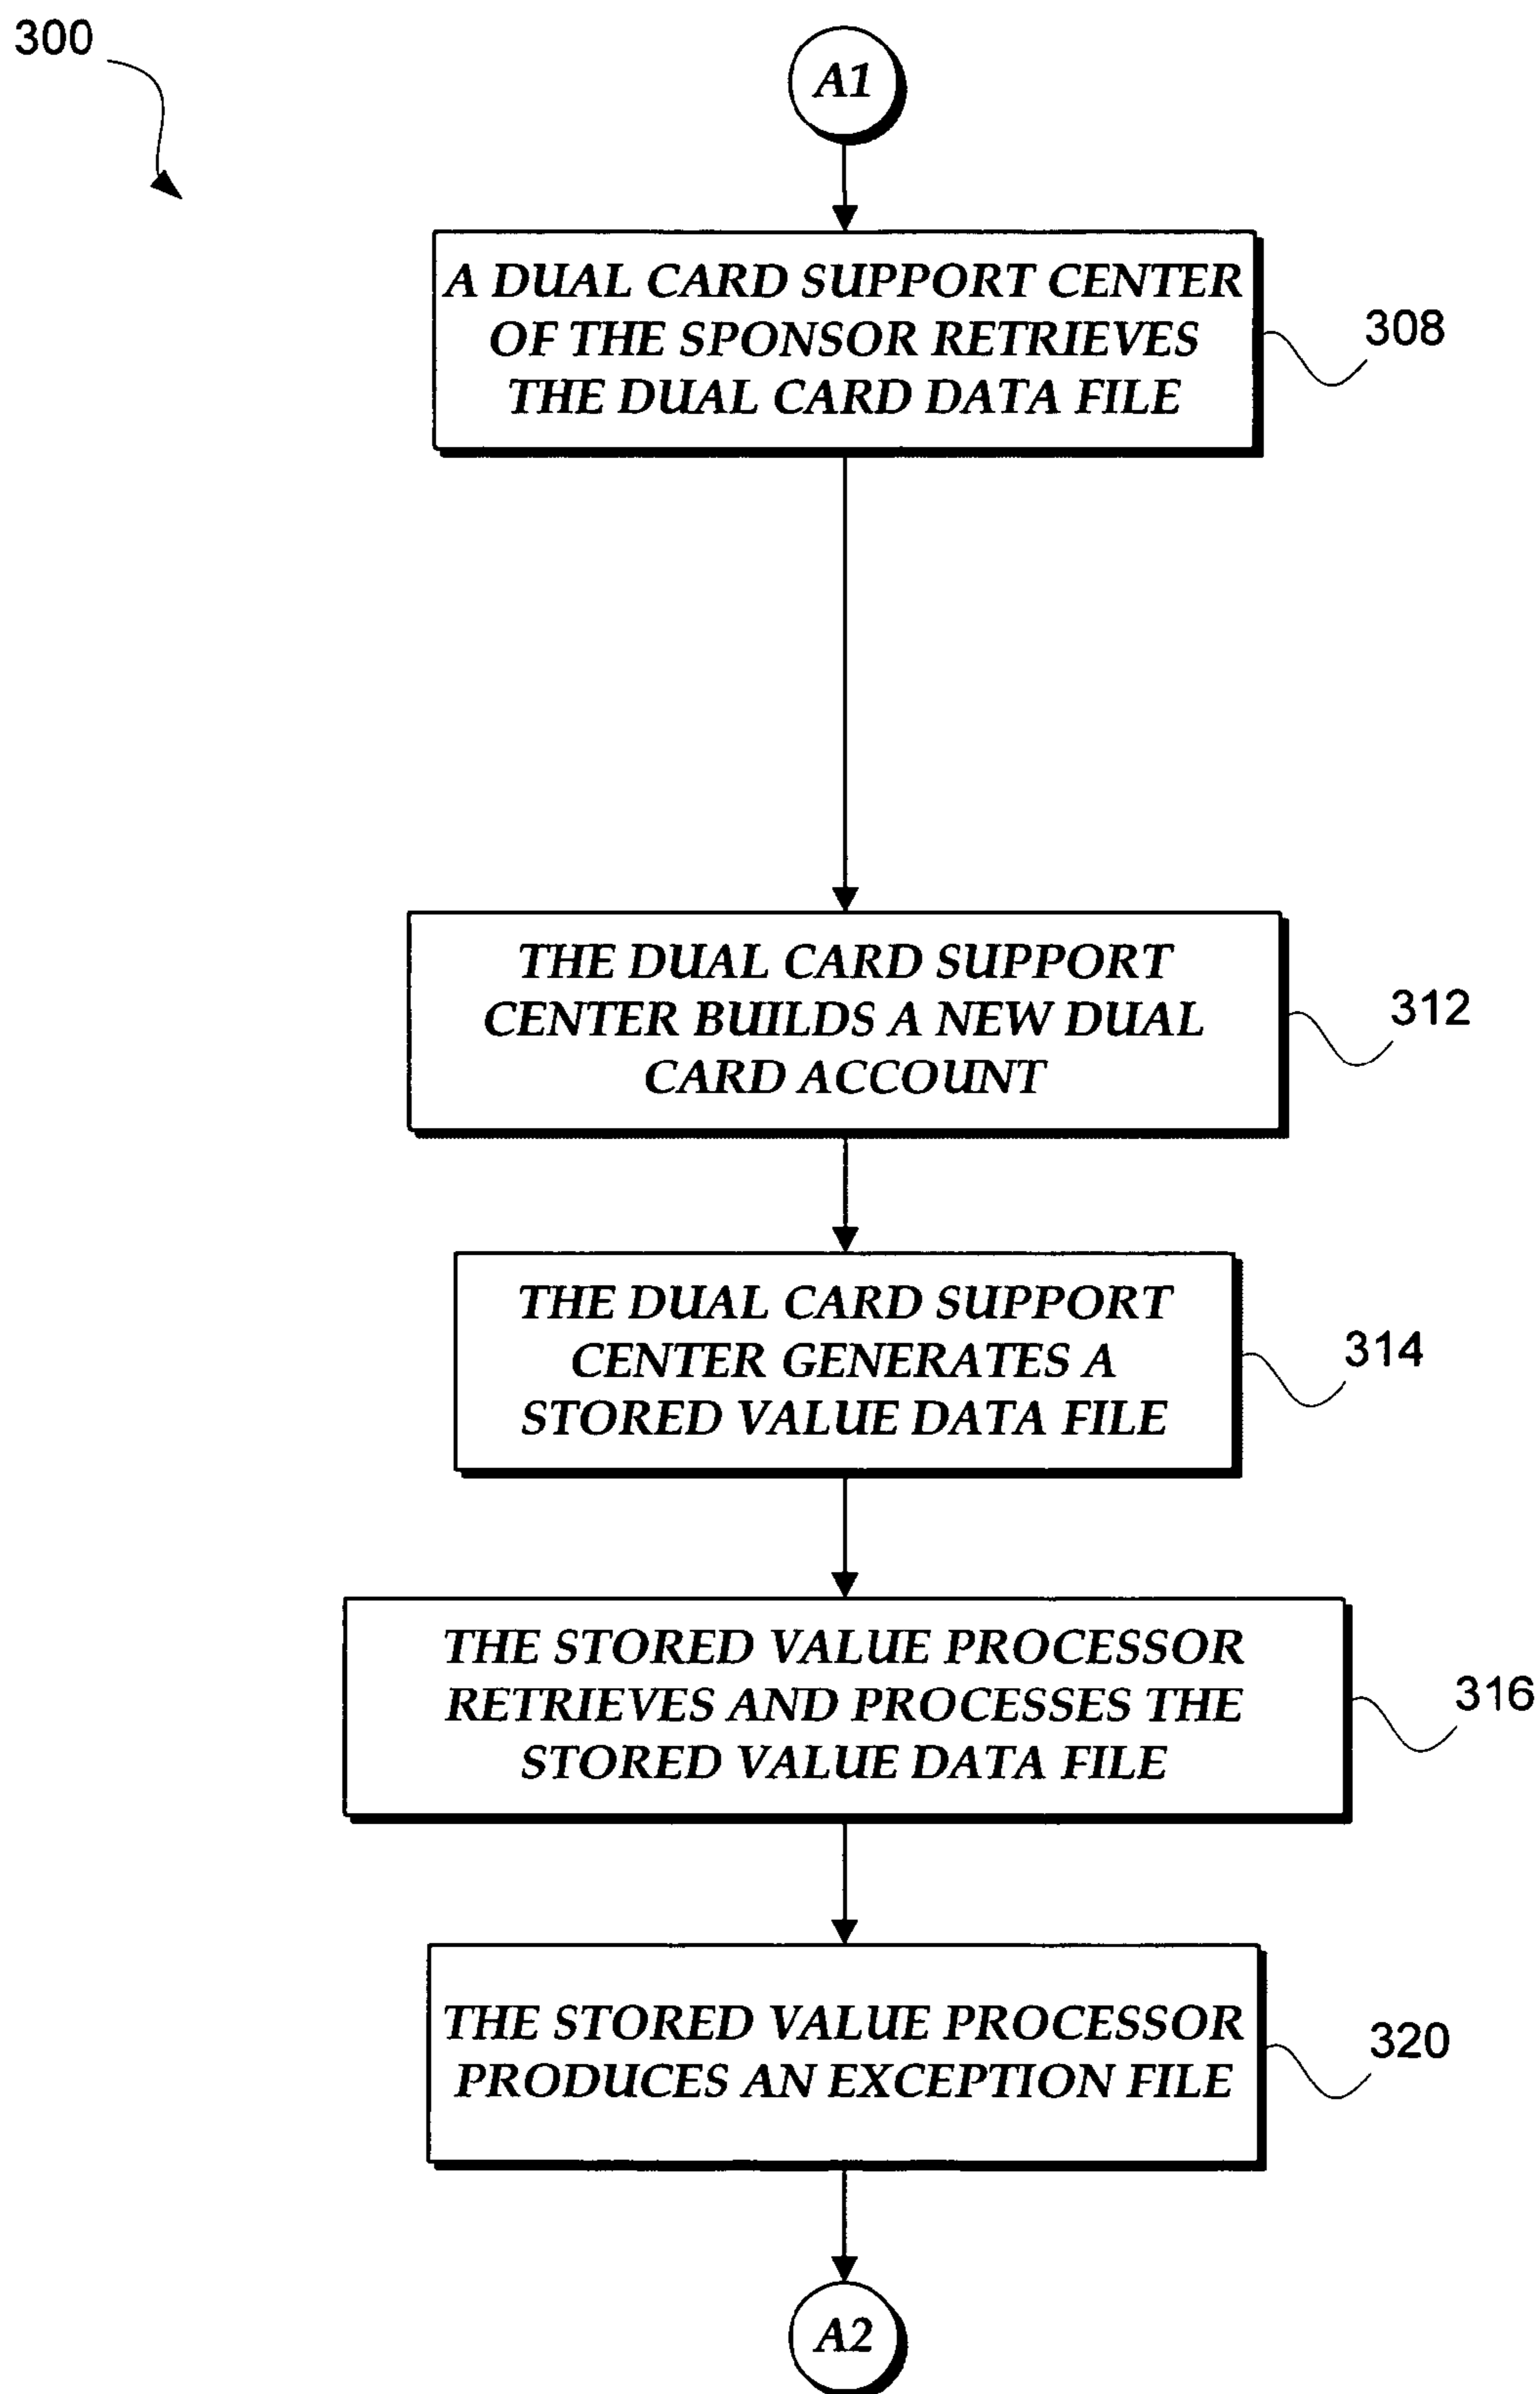 300
A1
A DUAL CARD SUPPORT CENTER
OF THE SPONSOR RETRIEVES
THE DUAL CARD DATA FILE
308
THE DUAL CARD SUPPORT
CENTER BUILDS A NEW DUAL
CARD ACCOUNT
312
THE DUAL CARD SUPPORT
CENTER GENERATES A
STORED VALUE DATA FILE
314
THE STORED VALUE PROCESSOR
RETRIEVES AND PROCESSES THE
STORED VALUE DATA FILE
316
THE STORED VALUE PROCESSOR
PRODUCES AN EXCEPTION FILE
320
A2